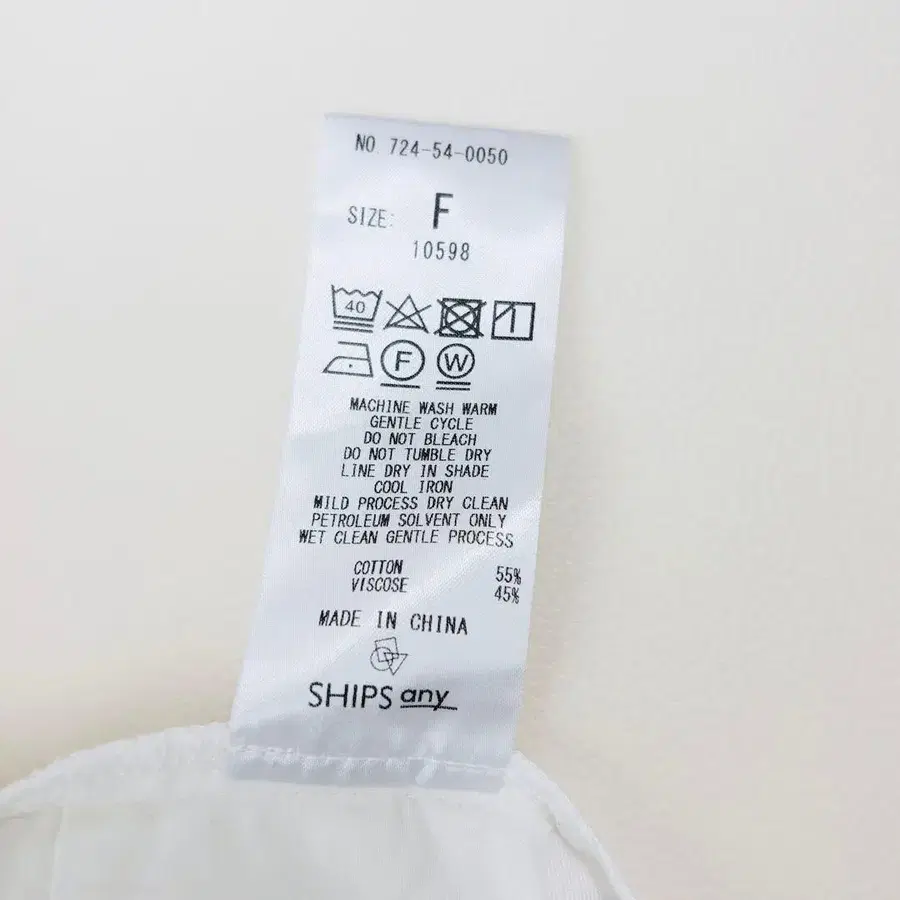 NO 724-54-0050
SIZE: F
10598
40
F W
MACHINE WASH WARM
GENTLE CYCLE
DO NOT BLEACH
DO NOT TUMBLE DRY
LINE DRY IN SHADE
COOL IRON
MILD PROCESS DRY CLEAN
PETROLEUM SOLVENT ONLY
WET CLEAN GENTLE PROCESS
COTTON 55%
VISCOSE 45%
MADE IN CHINA
SHIPS any